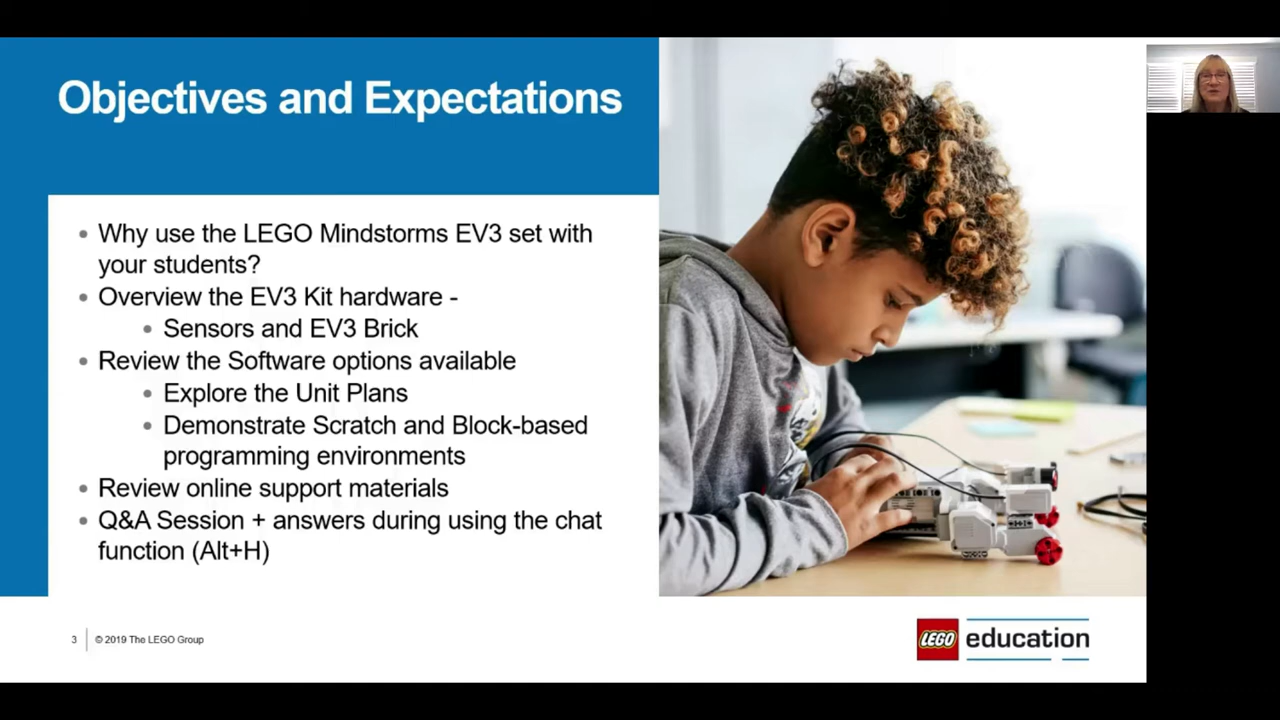 Objectives and Expectations
• Why use the LEGO Mindstorms EV3 set with
your students?
• Overview the EV3 Kit hardware -
• Sensors and EV3 Brick
• Review the Software options available
• Explore the Unit Plans
• Demonstrate Scratch and Block-based
programming environments
• Review online support materials
• Q&A Session + answers during using the chat
function (Alt+H)
3 © 2019 The LEGO Group
LEGO education